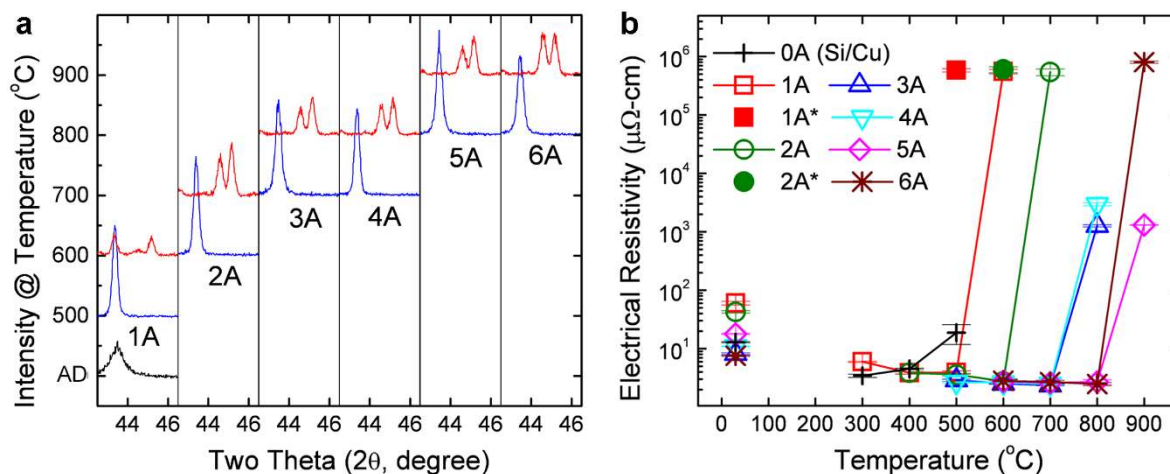 a
Intensity @ Temperature (°C)
900
800
700
600
500
AD
1A
2A
3A
4A
5A
6A
44 46 44 46 44 46 44 46 44 46 44 46
Two Theta (2θ, degree)
b
Electrical Resistivity (μΩ-cm)
10⁶
10⁵
10⁴
10³
10²
10¹
0A (Si/Cu)
1A 3A
1A* 4A
2A 5A
2A* 6A
0 100 300 400 500 600 700 800 900
Temperature (°C)